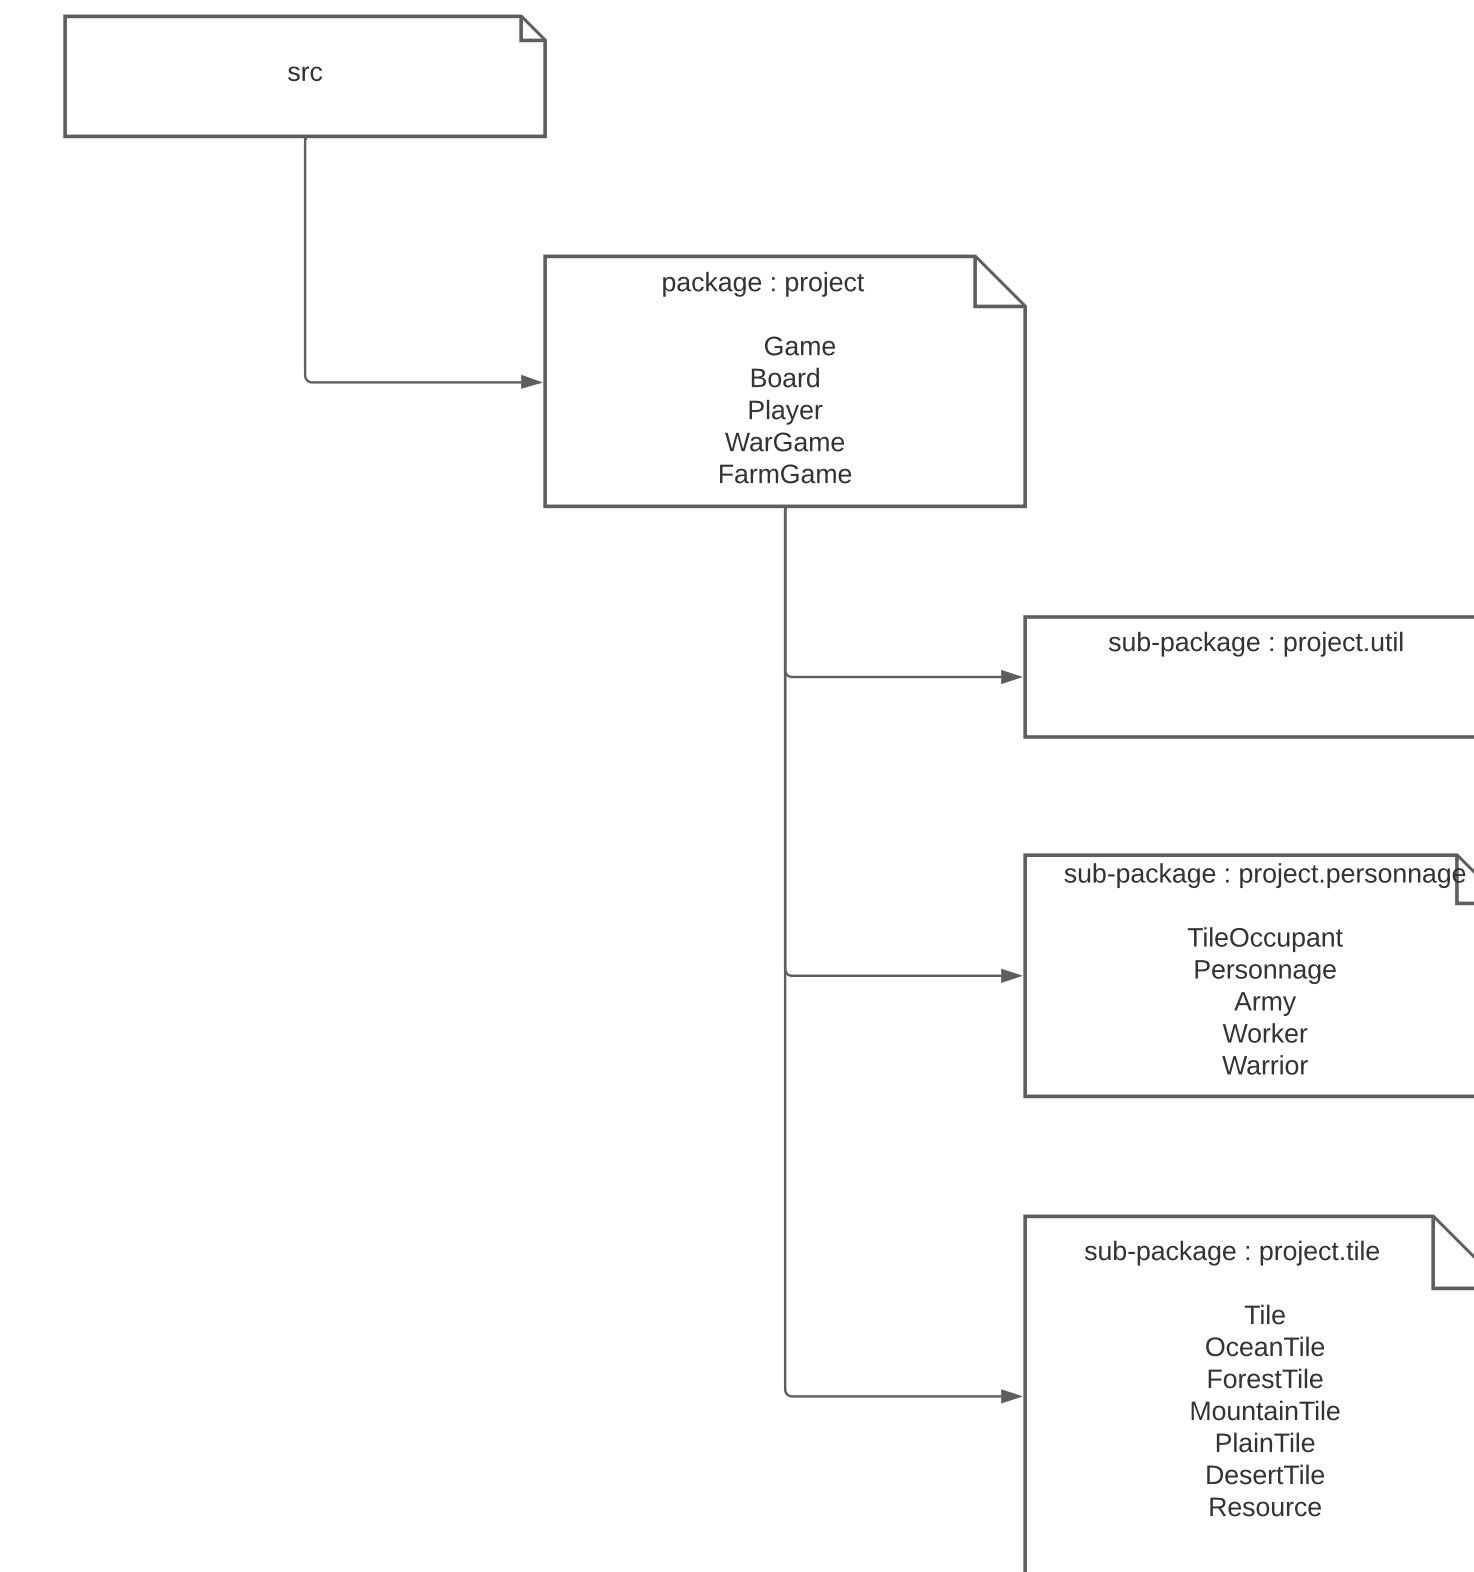 src
package : project
Game
Board
Player
WarGame
FarmGame
sub-package : project.util
sub-package : project.personnage
TileOccupant
Personnage
Army
Worker
Warrior
sub-package : project.tile
Tile
OceanTile
ForestTile
MountainTile
PlainTile
DesertTile
Resource